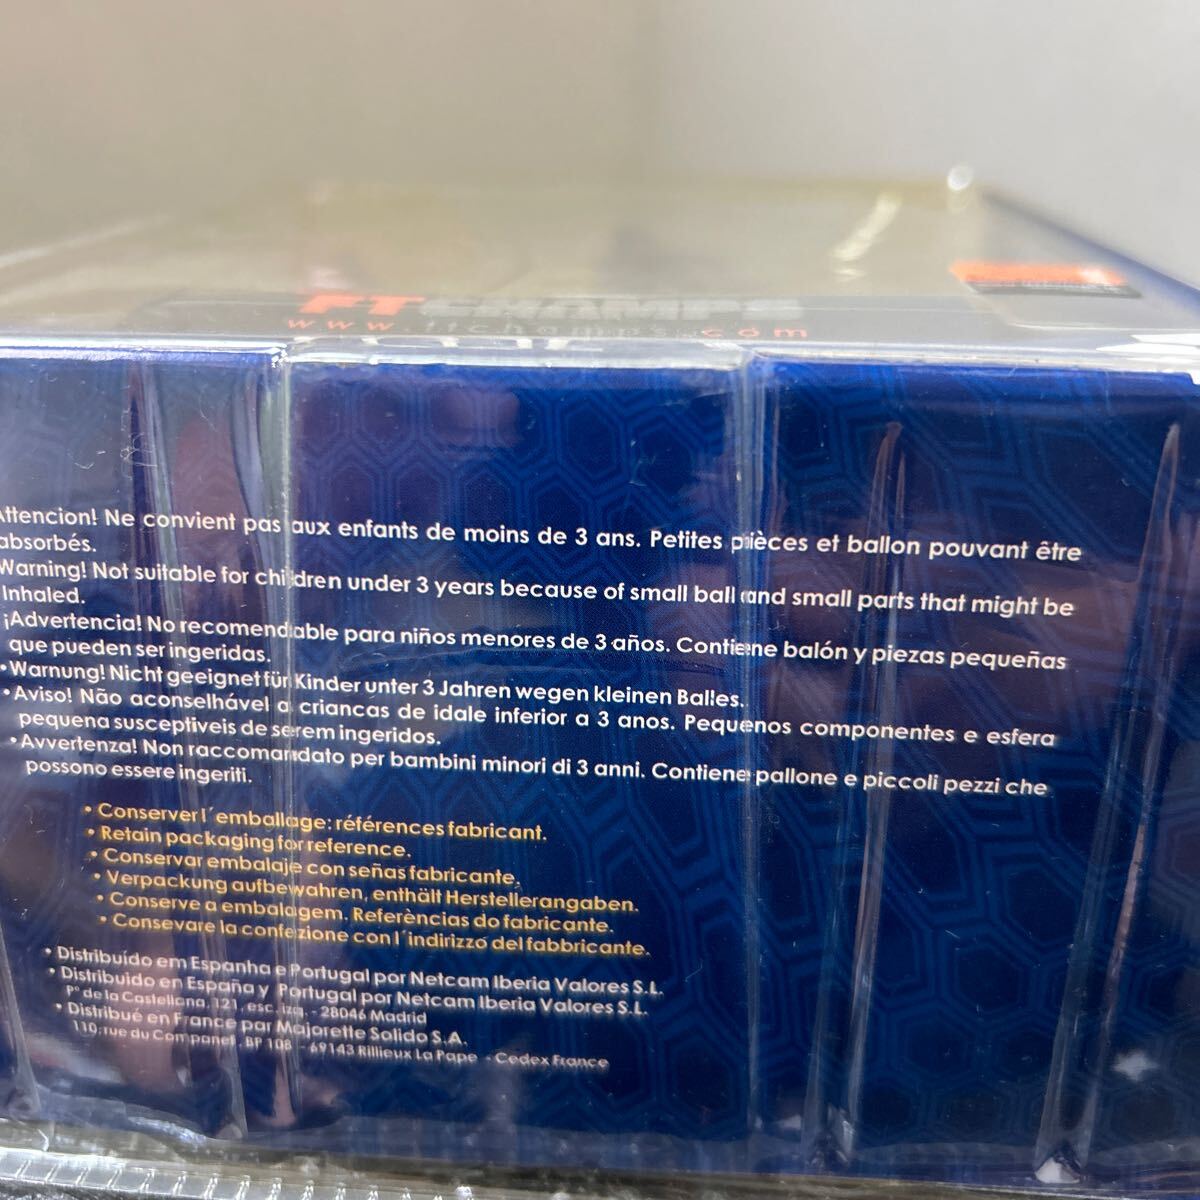 FTCHAMPS
www.ftchamps.com
Attencion! Ne convient pas aux enfants de moins de 3 ans. Petites pièces et ballon pouvant être
absorbés.
Warning! Not suitable for children under 3 years because of small ball and small parts that might be
Inhaled.
¡Advertencia! No recomendable para niños menores de 3 años. Contiene balón y piezas pequeñas
que pueden ser ingeridas.
•Warnung! Nicht geeignet für Kinder unter 3 Jahren wegen kleinen Balles.
•Aviso! Não aconselhável a criancas de idale inferior a 3 anos. Pequenos componentes e esfera
pequena susceptiveis de serem ingeridos.
•Avvertenza! Non raccomandato per bambini minori di 3 anni. Contiene pallone e piccoli pezzi che
possono essere ingeriti.
• Conserver l´emballage: références fabricant.
• Retain packaging for reference.
• Conservar embalaje con señas fabricante.
• Verpackung aufbewahren, enthält Herstellerangaben.
• Conserve a embalagem. Referències do fabricante.
• Consevare la confezione con l´indirizzo del fabbricante.
• Distribuído em Espanha e Portugal por Netcam Iberia Valores S.L.
• Distribuido en España y Portugal por Netcam Iberia Valores S.L.
Pº de la Castellana, 121, esc. izq. - 28046 Madrid
• Distribué en France par Majorette Solido S.A.
110, rue du Companet, BP 108 - 69143 Rillieux La Pape - Cedex France